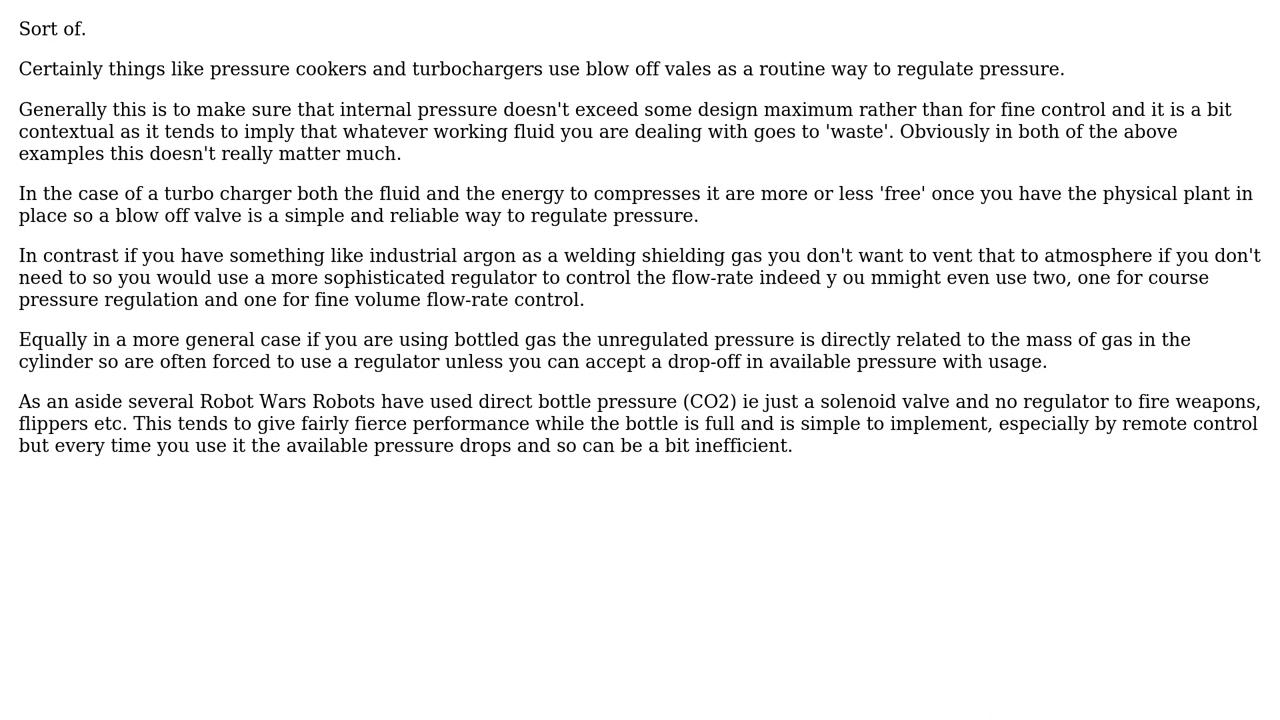 Sort of.
Certainly things like pressure cookers and turbochargers use blow off vales as a routine way to regulate pressure.
Generally this is to make sure that internal pressure doesn't exceed some design maximum rather than for fine control and it is a bit
contextual as it tends to imply that whatever working fluid you are dealing with goes to 'waste'. Obviously in both of the above
examples this doesn't really matter much.
In the case of a turbo charger both the fluid and the energy to compresses it are more or less 'free' once you have the physical plant in
place so a blow off valve is a simple and reliable way to regulate pressure.
In contrast if you have something like industrial argon as a welding shielding gas you don't want to vent that to atmosphere if you don't
need to so you would use a more sophisticated regulator to control the flow-rate indeed y ou mmight even use two, one for course
pressure regulation and one for fine volume flow-rate control.
Equally in a more general case if you are using bottled gas the unregulated pressure is directly related to the mass of gas in the
cylinder so are often forced to use a regulator unless you can accept a drop-off in available pressure with usage.
As an aside several Robot Wars Robots have used direct bottle pressure (CO2) ie just a solenoid valve and no regulator to fire weapons,
flippers etc. This tends to give fairly fierce performance while the bottle is full and is simple to implement, especially by remote control
but every time you use it the available pressure drops and so can be a bit inefficient.